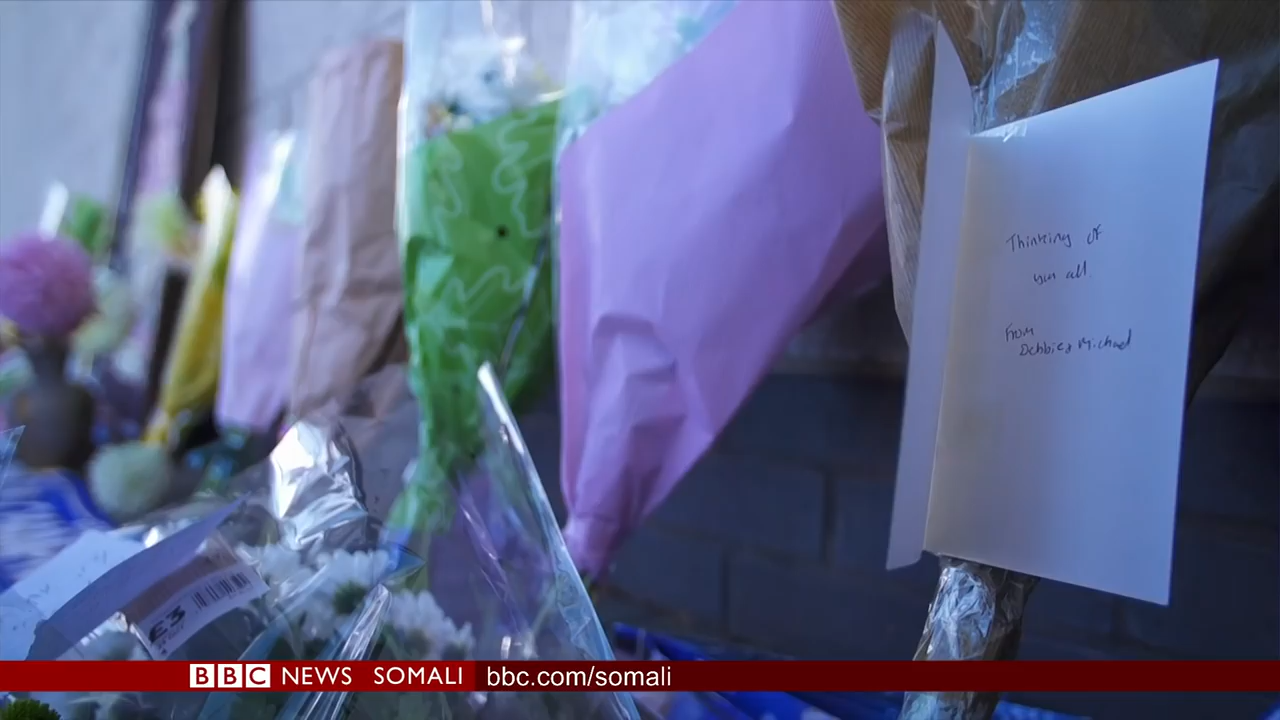 Thinking of
you all.
From
Debbie & Michael
£3
BBC NEWS SOMALI bbc.com/somali